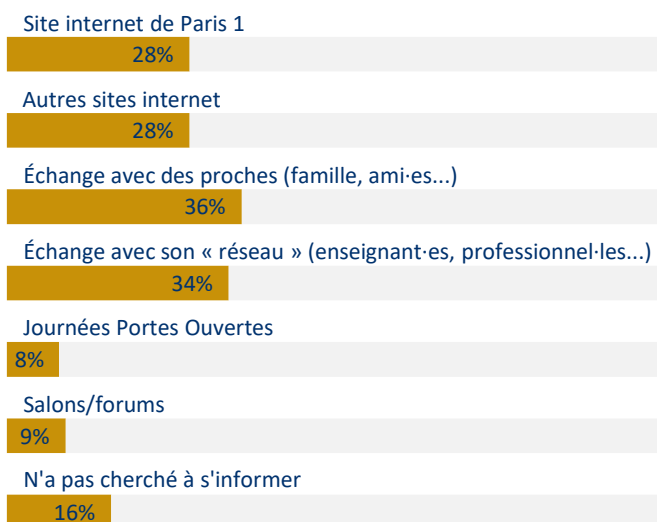 Site internet de Paris 1
28%
Autres sites internet
28%
Échange avec des proches (famille, ami·es...)
36%
Échange avec son « réseau » (enseignant·es, professionnel·les...)
34%
Journées Portes Ouvertes
8%
Salons/forums
9%
N'a pas cherché à s'informer
16%